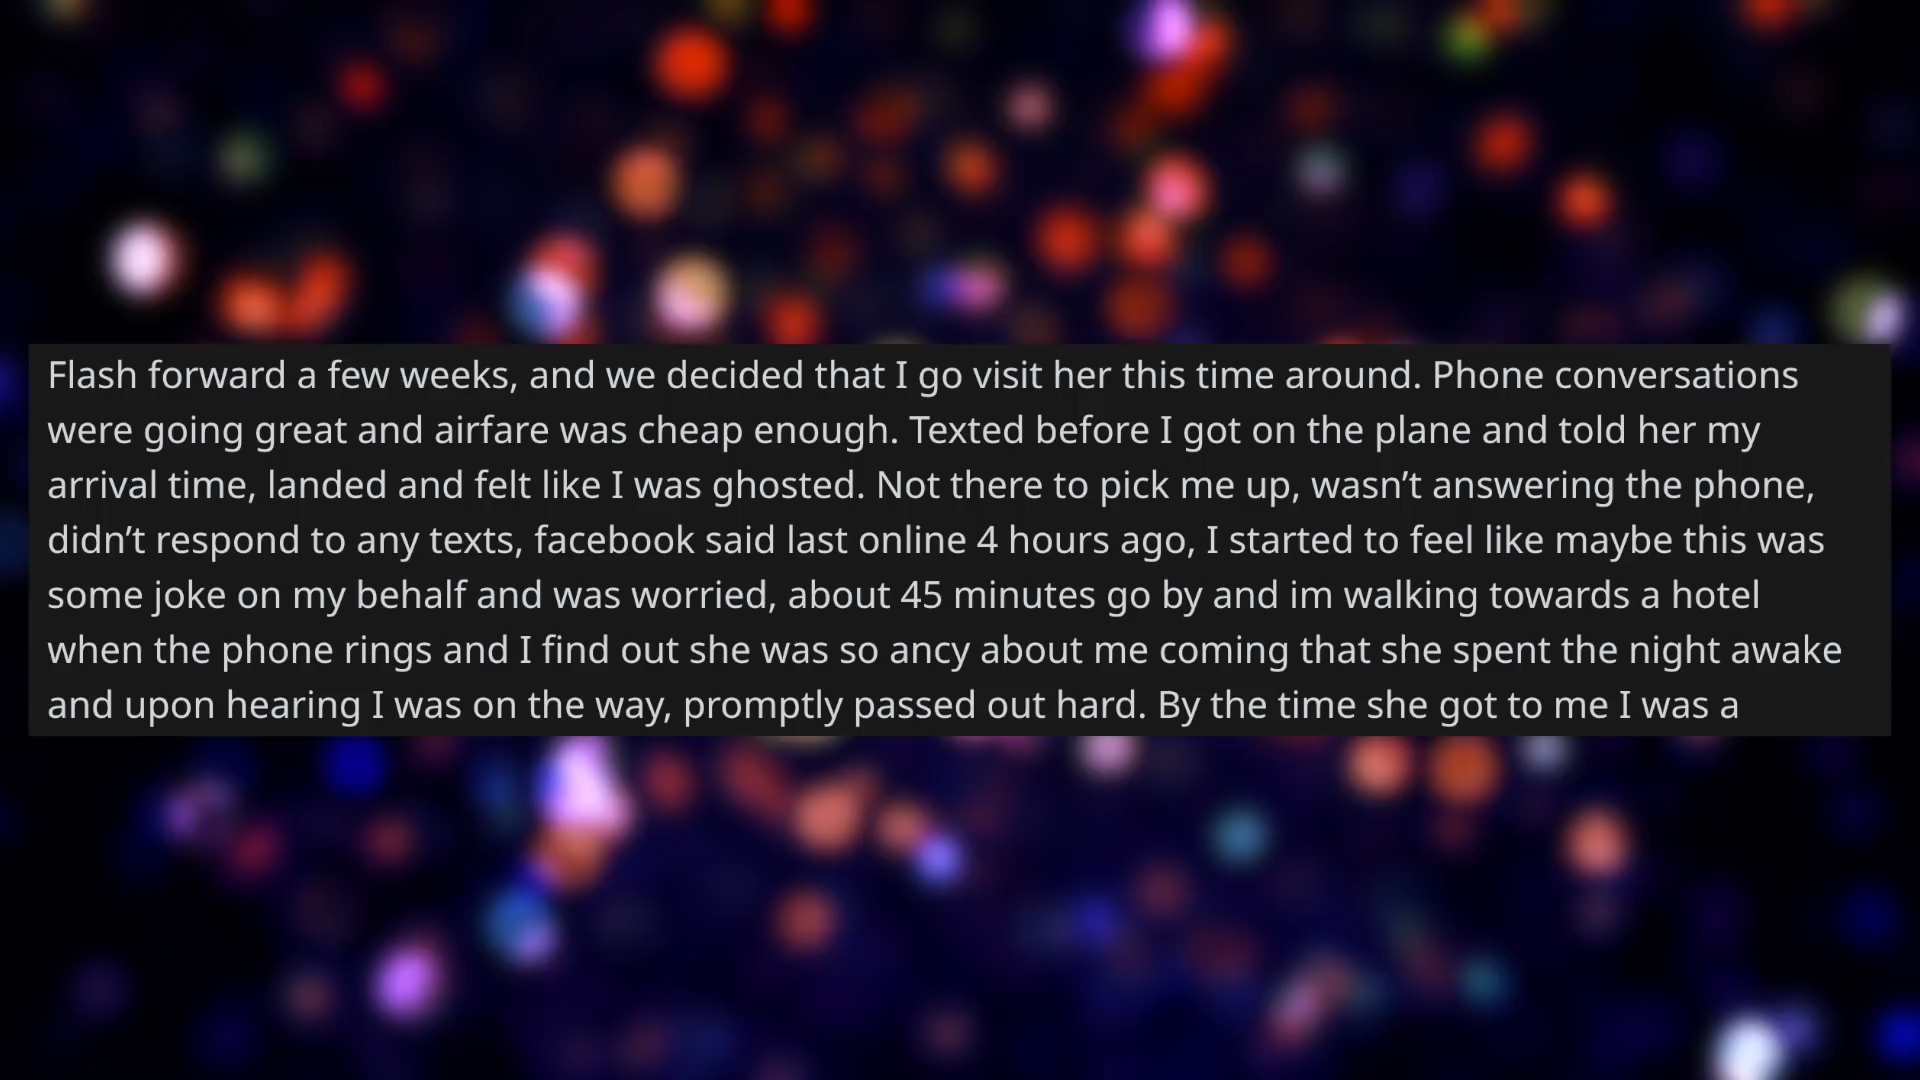 Flash forward a few weeks, and we decided that I go visit her this time around. Phone conversations
were going great and airfare was cheap enough. Texted before I got on the plane and told her my
arrival time, landed and felt like I was ghosted. Not there to pick me up, wasn’t answering the phone,
didn’t respond to any texts, facebook said last online 4 hours ago, I started to feel like maybe this was
some joke on my behalf and was worried, about 45 minutes go by and im walking towards a hotel
when the phone rings and I find out she was so ancy about me coming that she spent the night awake
and upon hearing I was on the way, promptly passed out hard. By the time she got to me I was a